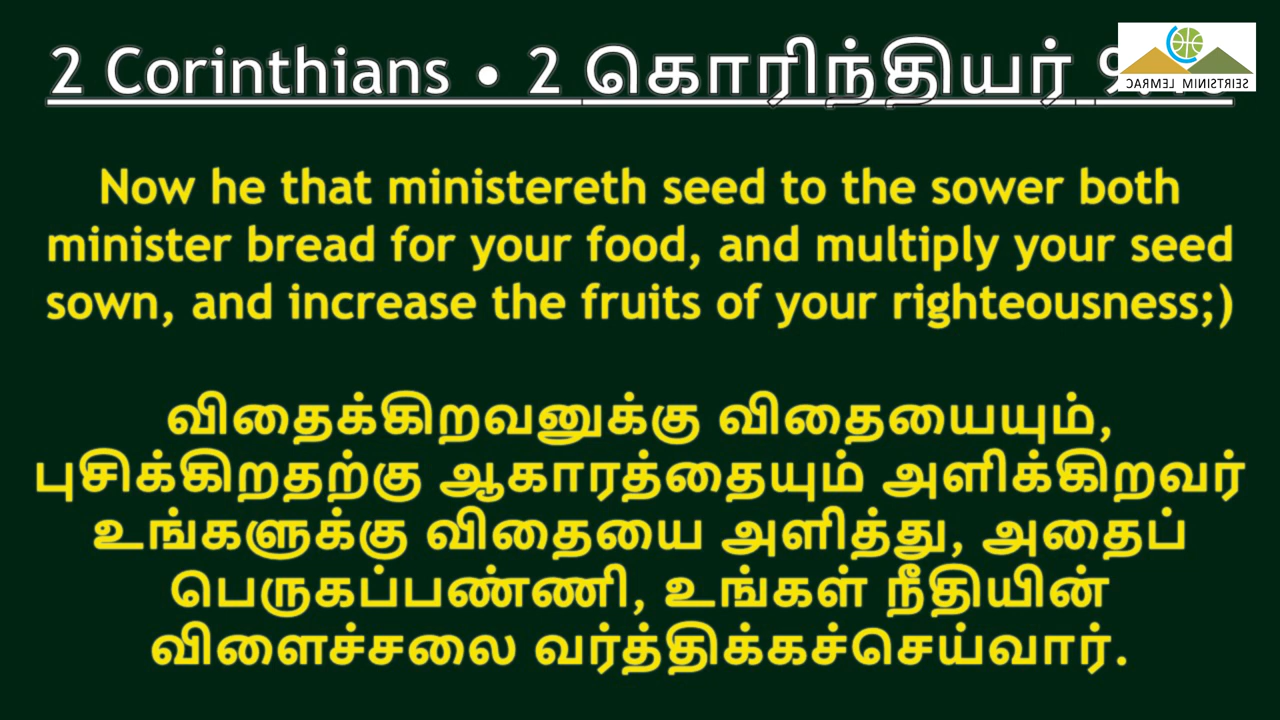 2 Corinthians • 2 கொரிந்தியர்
CARMEL MINISTRIES
Now he that ministereth seed to the sower both
minister bread for your food, and multiply your seed
sown, and increase the fruits of your righteousness;)
விதைக்கிறவனுக்கு விதையையும்,
புசிக்கிறதற்கு ஆகாரத்தையும் அளிக்கிறவர்
உங்களுக்கு விதையை அளித்து, அதைப்
பெருகப்பண்ணி, உங்கள் நீதியின்
விளைச்சலை வர்த்திக்கச்செய்வார்.